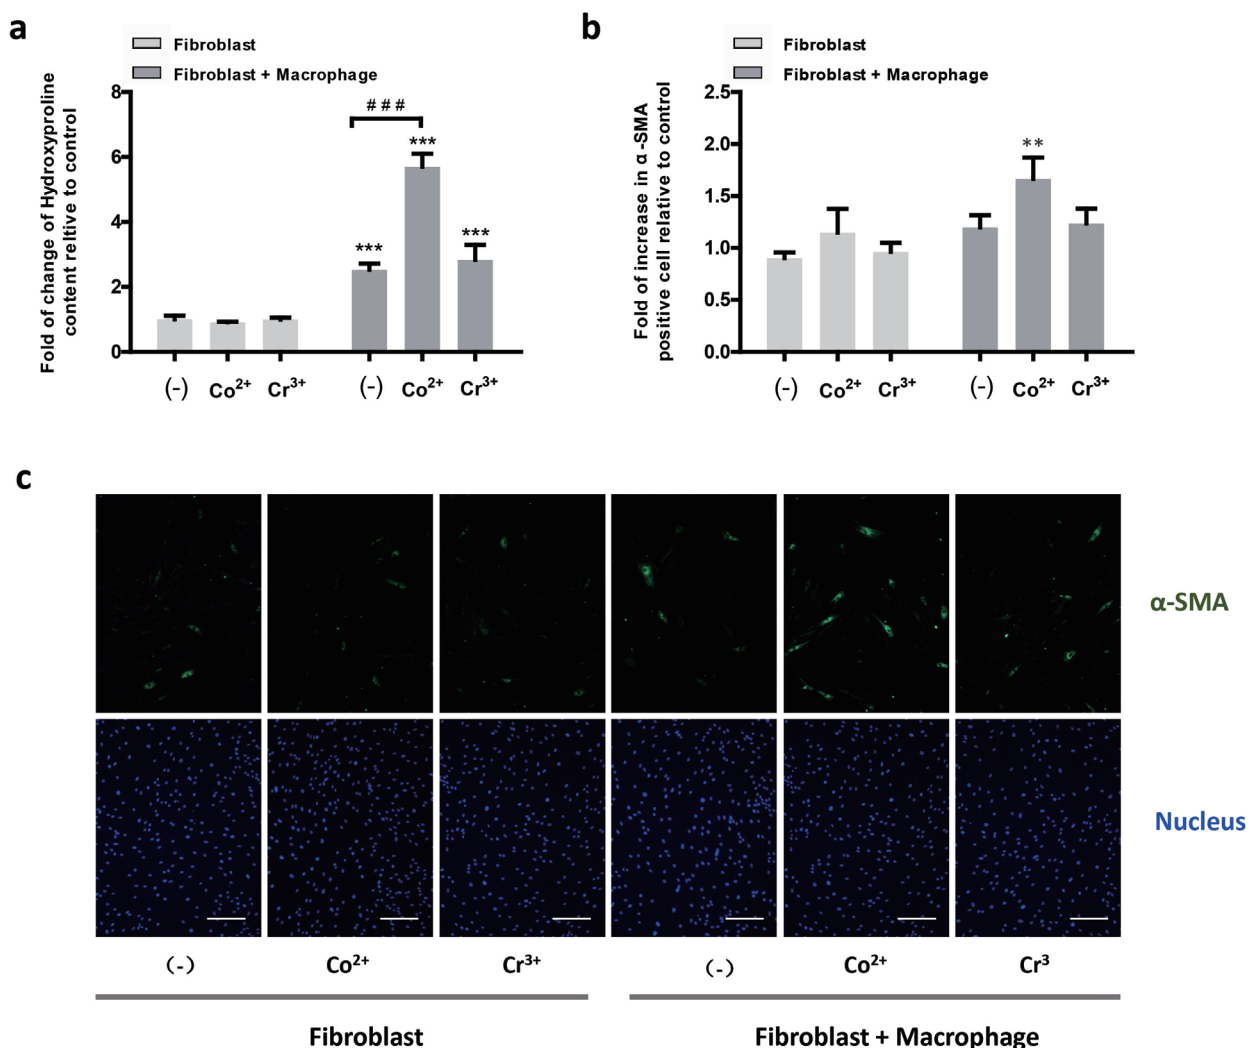 a
Fibroblast
Fibroblast + Macrophage
Fold of change of Hydroxyproline
content reltive to control
8
6
4
2
0
###
***
***
***
(-) Co²⁺ Cr³⁺ (-) Co²⁺ Cr³⁺
b
Fibroblast
Fibroblast + Macrophage
Fold of increase in α-SMA
positive cell relative to control
2.5
2.0
1.5
1.0
0.5
0.0
**
(-) Co²⁺ Cr³⁺ (-) Co²⁺ Cr³⁺
c
α-SMA
Nucleus
(-) Co²⁺ Cr³⁺ (-) Co²⁺ Cr³
Fibroblast Fibroblast + Macrophage